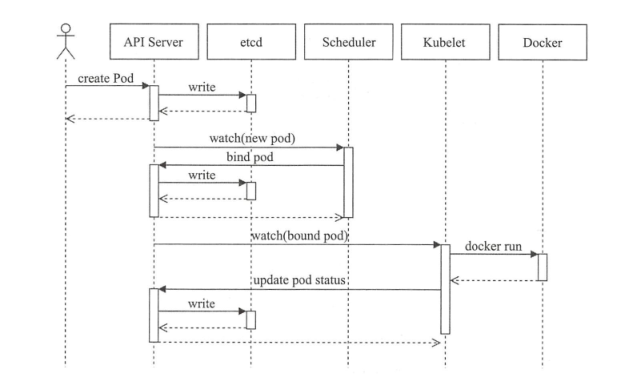 API Server
etcd
Scheduler
Kubelet
Docker
create Pod
write
watch(new pod)
bind pod
write
watch(bound pod)
docker run
update pod status
write